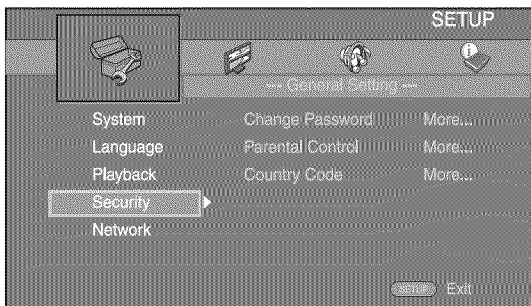 SETUP
--- General Setting ---
System Change Password More...
Language Parental Control More...
Playback Country Code More...
Security
Network
SETUP Exit